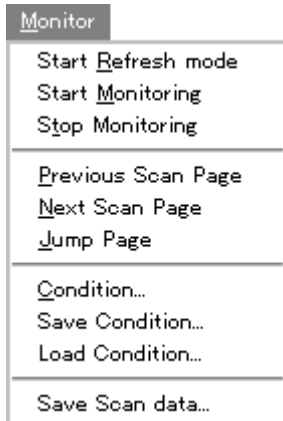 Monitor
Start Refresh mode
Start Monitoring
Stop Monitoring
Previous Scan Page
Next Scan Page
Jump Page
Condition...
Save Condition...
Load Condition...
Save Scan data...